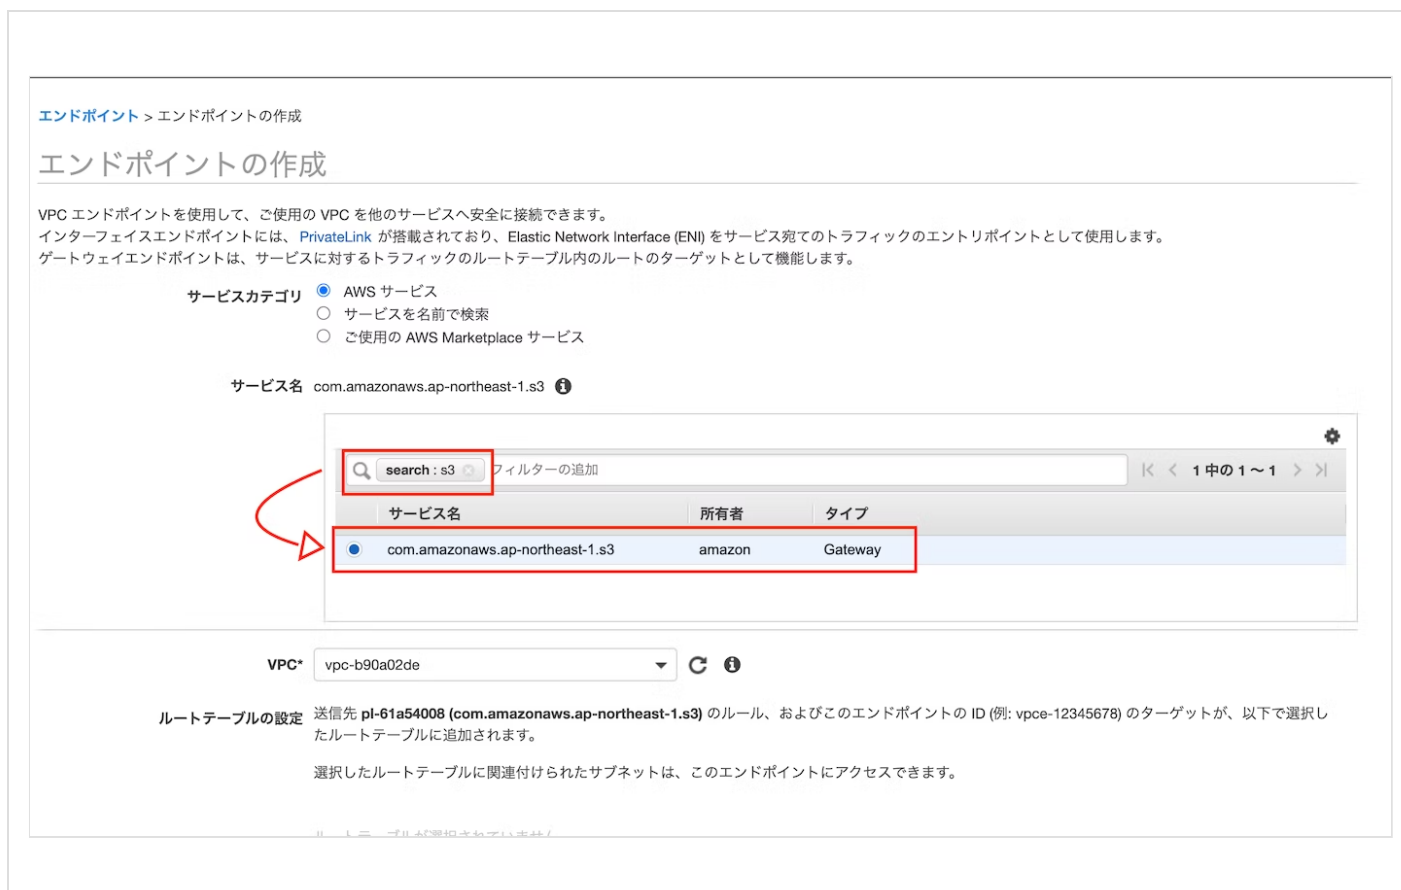 エンドポイント > エンドポイントの作成
エンドポイントの作成
VPC エンドポイントを使用して、ご使用の VPC を他のサービスへ安全に接続できます。
インターフェイスエンドポイントには、PrivateLink が搭載されており、Elastic Network Interface (ENI) をサービス宛てのトラフィックのエントリポイントとして使用します。
ゲートウェイエンドポイントは、サービスに対するトラフィックのルートテーブル内のルートのターゲットとして機能します。
サービスカテゴリ AWS サービス
サービスを名前で検索
ご使用の AWS Marketplace サービス
サービス名 com.amazonaws.ap-northeast-1.s3
search : s3 フィルターの追加 1 中の 1 ～ 1
サービス名 所有者 タイプ
com.amazonaws.ap-northeast-1.s3 amazon Gateway
VPC* vpc-b90a02de
ルートテーブルの設定 送信先 pl-61a54008 (com.amazonaws.ap-northeast-1.s3) のルール、およびこのエンドポイントの ID (例: vpce-12345678) のターゲットが、以下で選択し
たルートテーブルに追加されます。
選択したルートテーブルに関連付けられたサブネットは、このエンドポイントにアクセスできます。
ルートテーブルが選択されていません